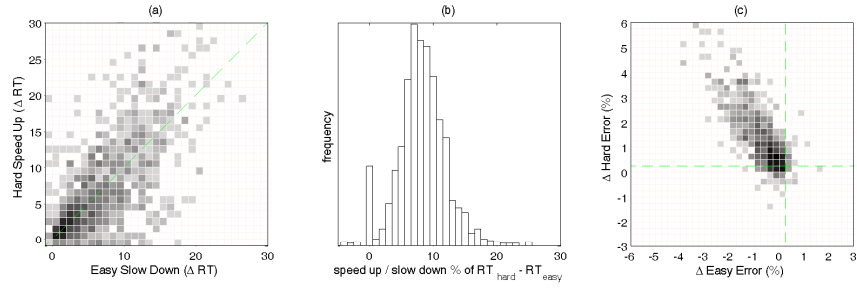 (a)
30
25
20
15
10
5
0
Hard Speed Up (Δ RT)
0
10
20
30
Easy Slow Down (Δ RT)
(b)
frequency
0
10
20
30
speed up / slow down % of RT hard - RT easy
(c)
6
5
4
3
2
1
0
-1
-2
-3
Δ Hard Error (%)
-6 -5 -4 -3 -2 -1 0 1 2 3
Δ Easy Error (%)